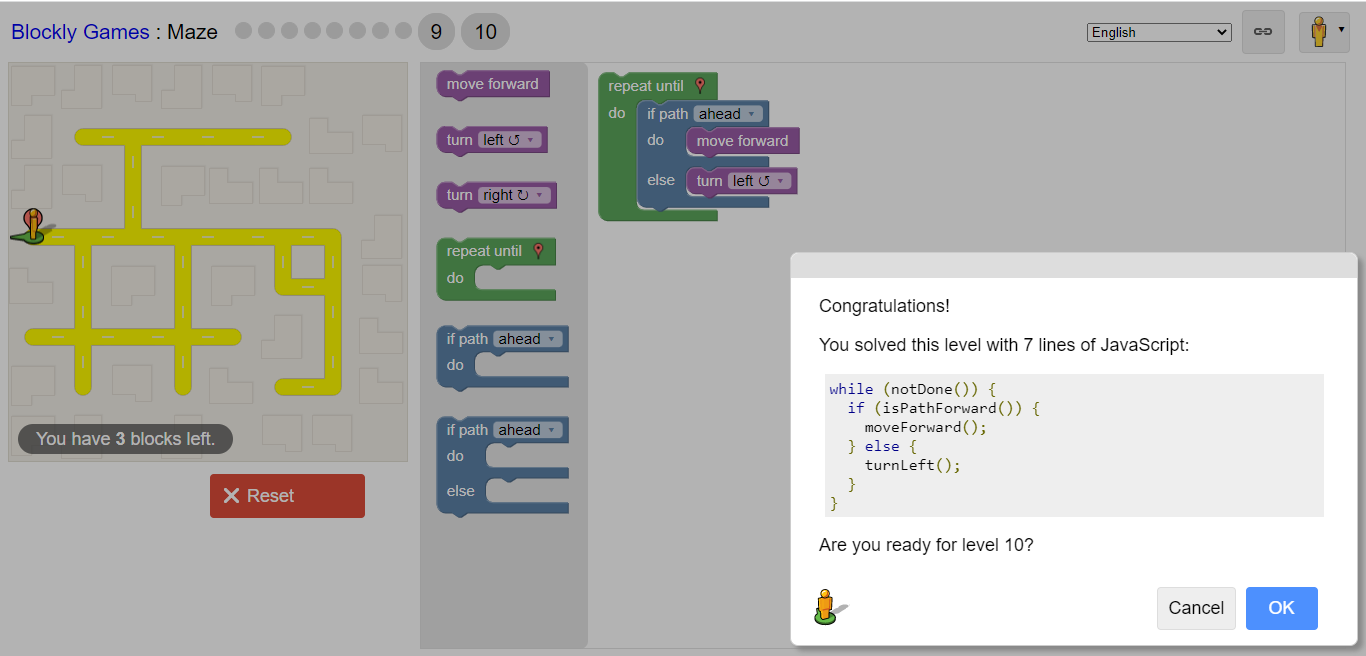 Blockly Games : Maze
9
10
English
You have 3 blocks left.
Reset
move forward
turn left ↺
turn right ↻
repeat until
do
if path ahead
do
if path ahead
do
else
repeat until
do
if path ahead
do
move forward
else
turn left ↺
Congratulations!
You solved this level with 7 lines of JavaScript:
while (notDone()) {
  if (isPathForward()) {
    moveForward();
  } else {
    turnLeft();
  }
}
Are you ready for level 10?
Cancel
OK